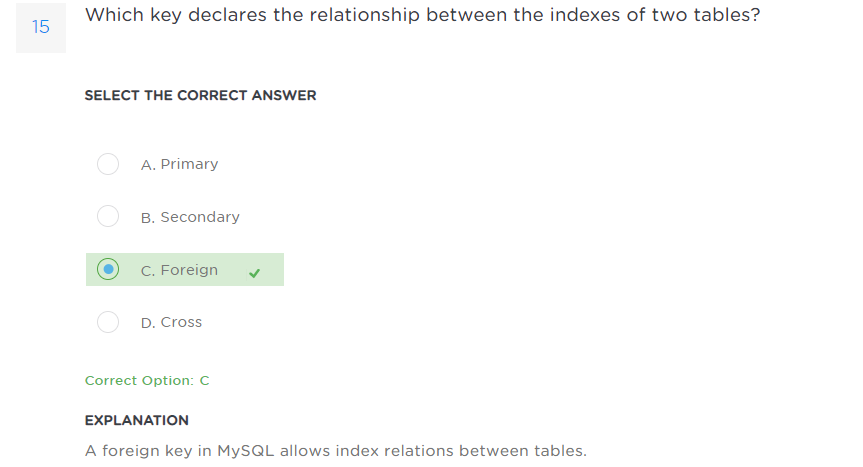 15
Which key declares the relationship between the indexes of two tables?
SELECT THE CORRECT ANSWER
A. Primary
B. Secondary
C. Foreign
D. Cross
Correct Option: C
EXPLANATION
A foreign key in MySQL allows index relations between tables.